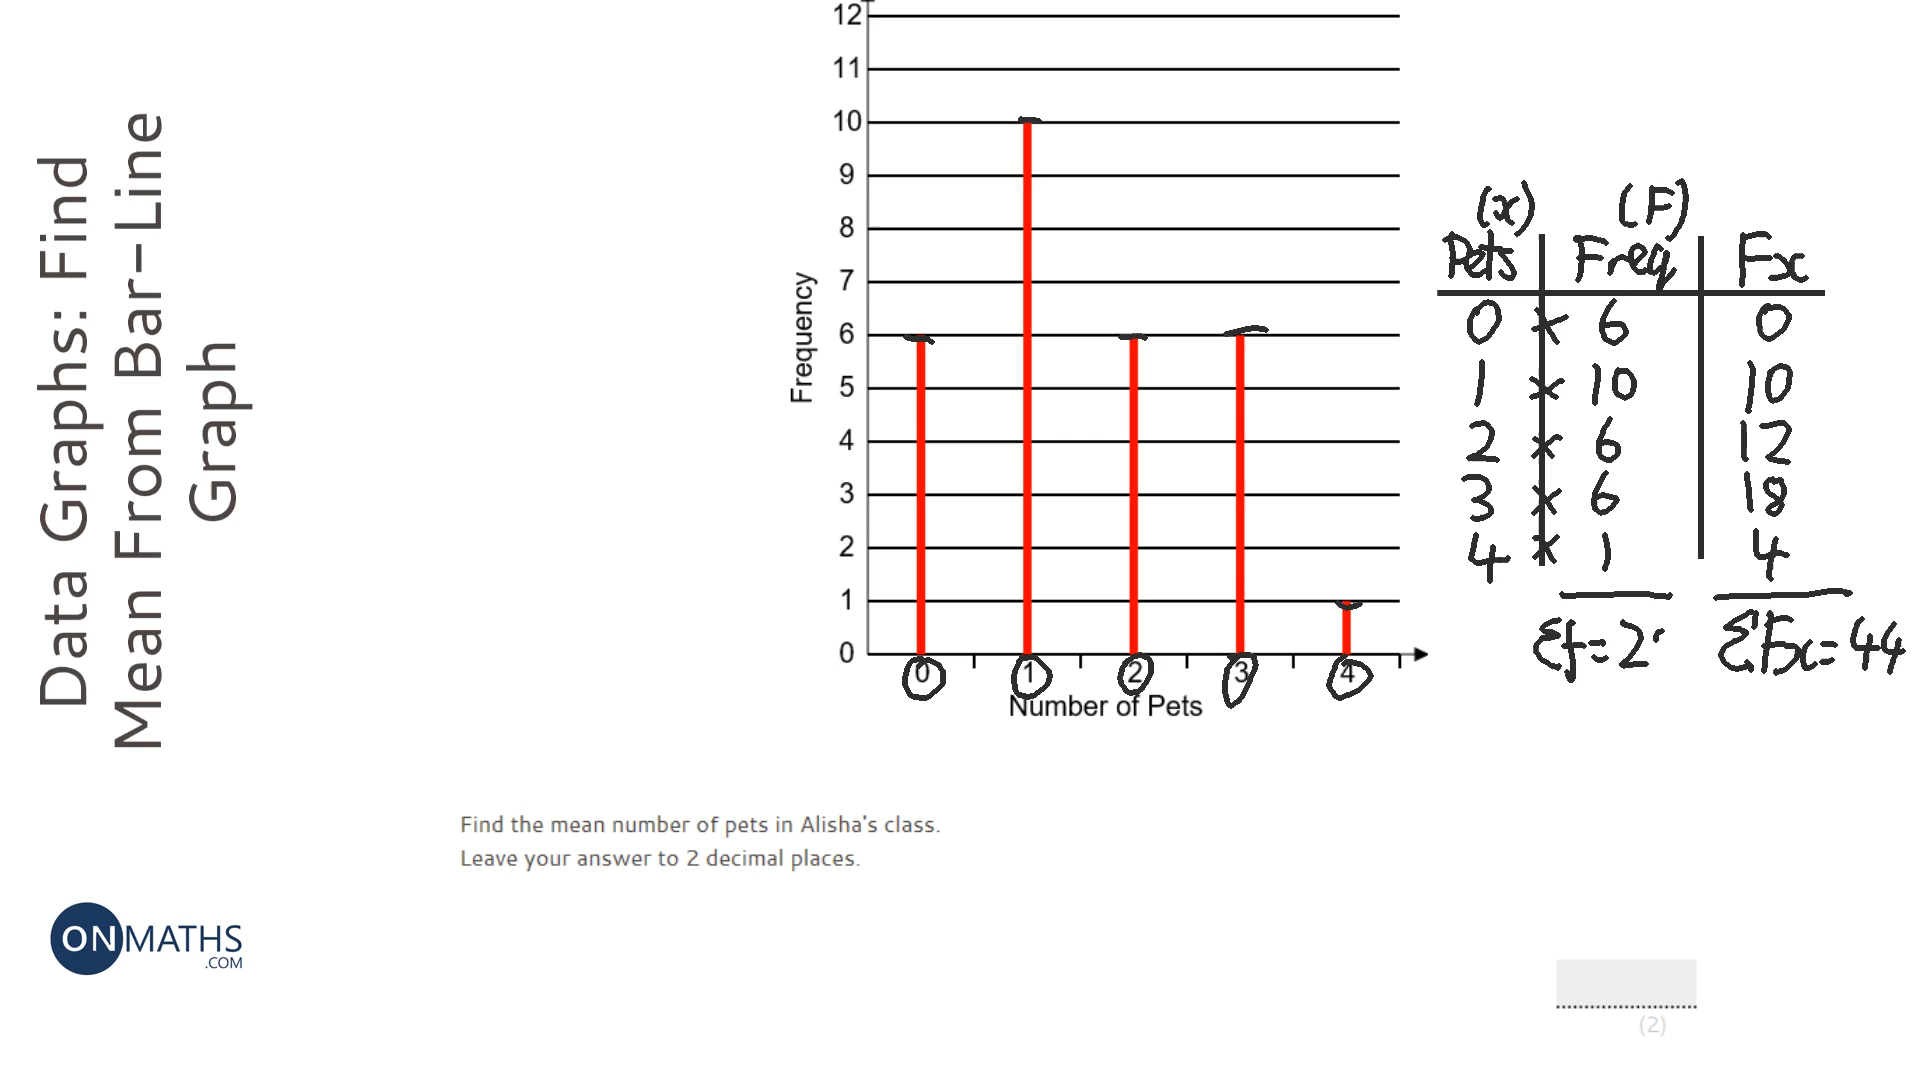 Data Graphs: Find
Mean From Bar-Line
Graph
12
11
10
9
8
7
6
5
4
3
2
1
0
Frequency
0 1 2 3 4
Number of Pets
(x) (F)
Pets Freq Fx
0 × 6 0
1 × 10 10
2 × 6 12
3 × 6 18
4 × 1 4
Σf=2 ΣFx=44
Find the mean number of pets in Alisha's class.
Leave your answer to 2 decimal places.
ONMATHS
.COM
(2)